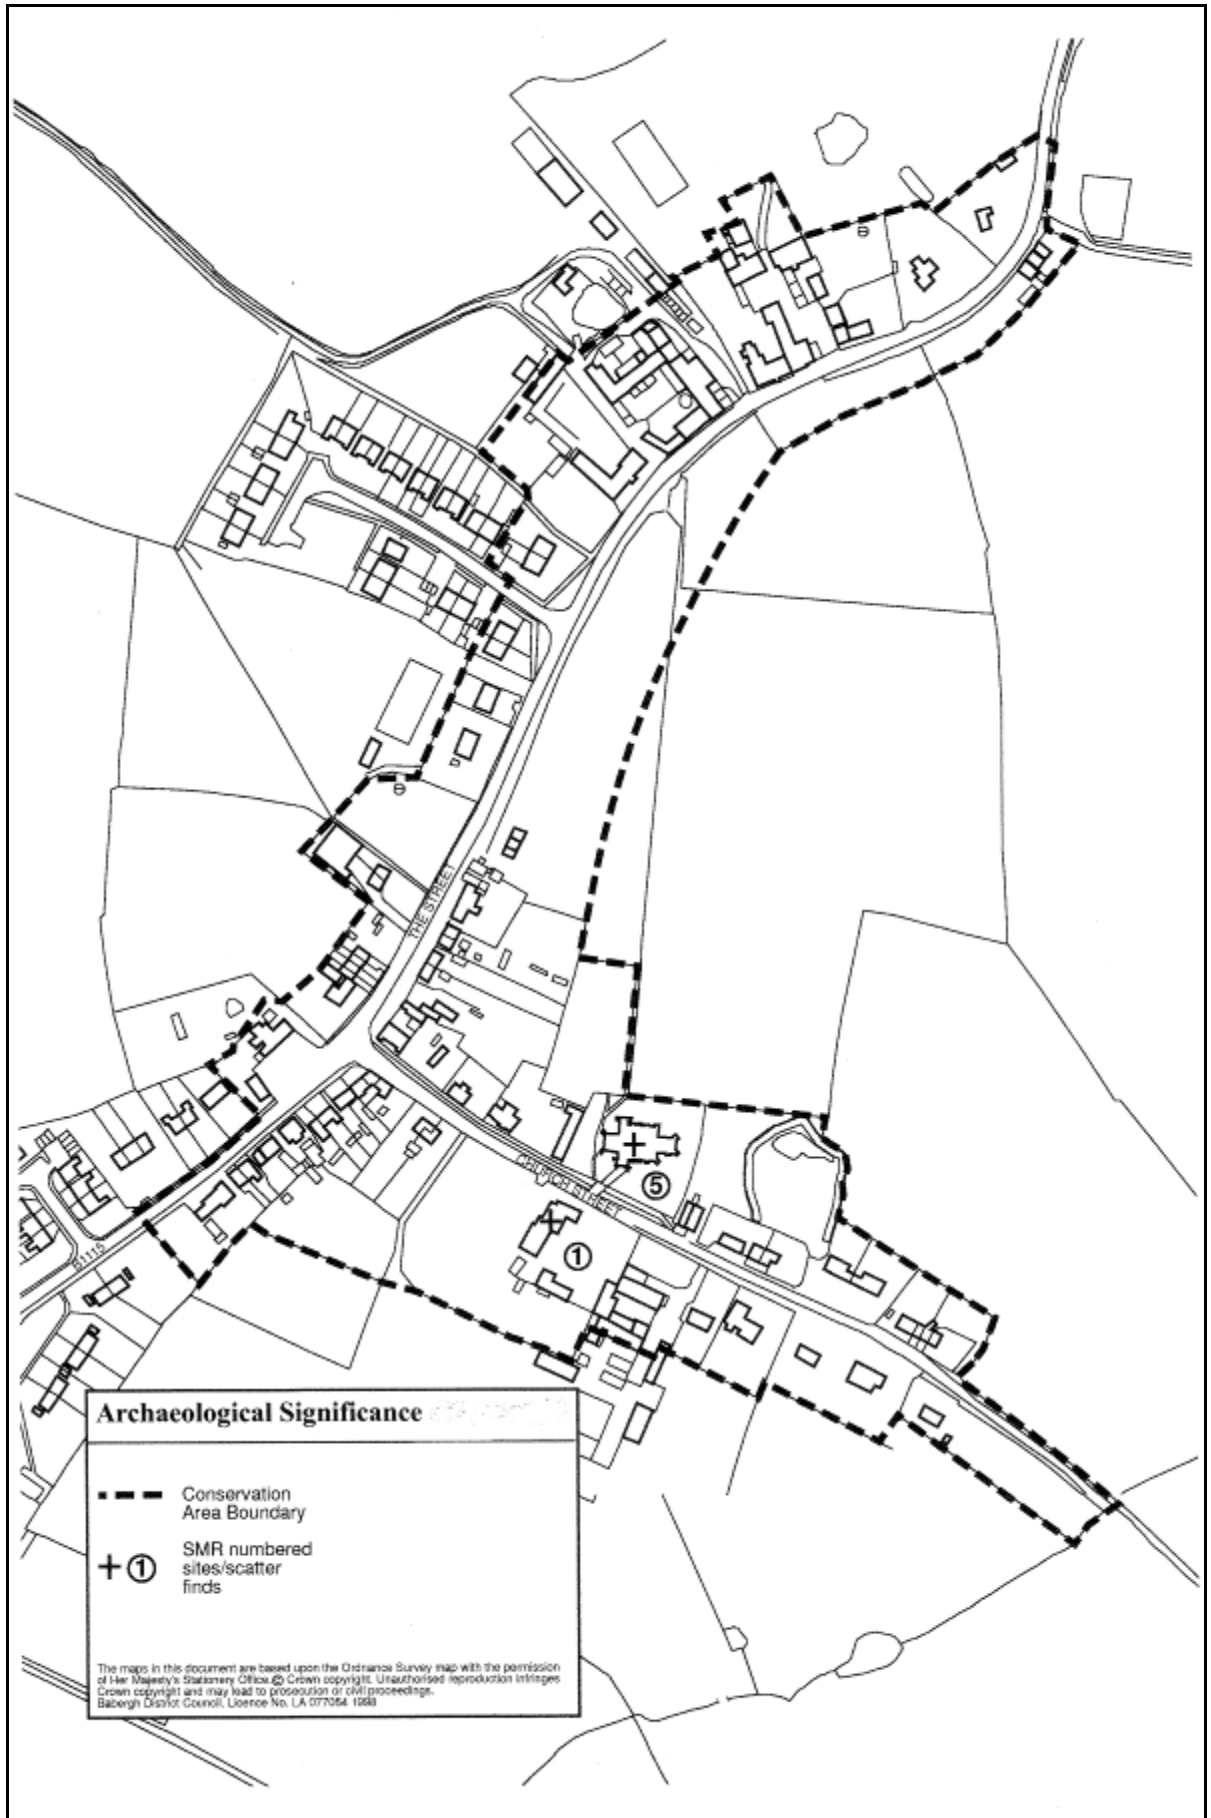 THE STREET
CHURCH STREET
5
1
B1115
Archaeological Significance
Conservation
Area Boundary
1
SMR numbered
sites/scatter
finds
The maps in this document are based upon the Ordnance Survey map with the permission
of Her Majesty's Stationery Office © Crown copyright. Unauthorised reproduction infringes
Crown copyright and may lead to prosecution or civil proceedings.
Babergh District Council. Licence No. LA 077054 1998